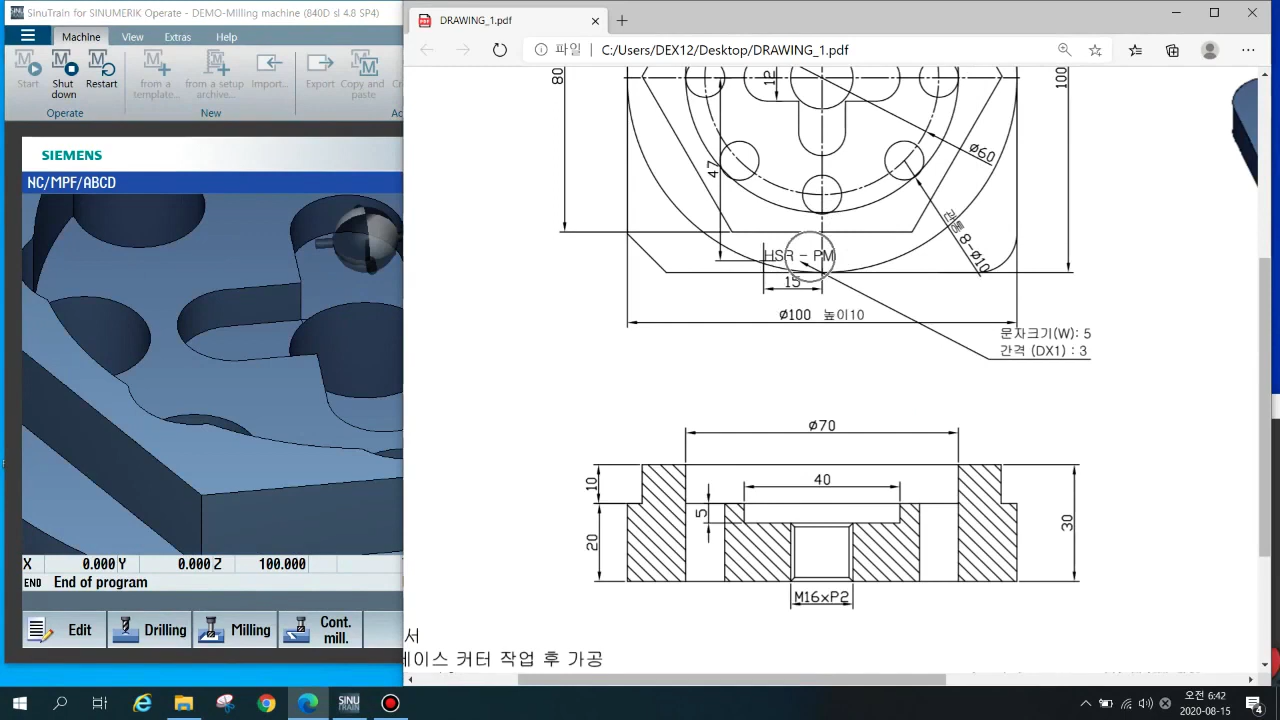 SinuTrain for SINUMERIK Operate - DEMO-Milling machine (840D sl 4.8 SP4)
Machine View Extras Help
Start Shut down Restart from a template... from a setup archive... Import... Export Copy and paste
Operate New
SIEMENS
NC/MPF/ABCD
X 0.000 Y 0.000 Z 100.000
END End of program
Edit Drilling Milling Cont. mill.
DRAWING_1.pdf
파일 C:/Users/DEX12/Desktop/DRAWING_1.pdf
80
12
100
47
ø60
관통 8-ø10
HSR - PM
15
ø100 높이10
문자크기(W): 5
간격 (DX1) : 3
ø70
40
10
5
20
30
M16xP2
서
페이스 커터 작업 후 가공
SINU TRAIN
오전 6:42
2020-08-15
4